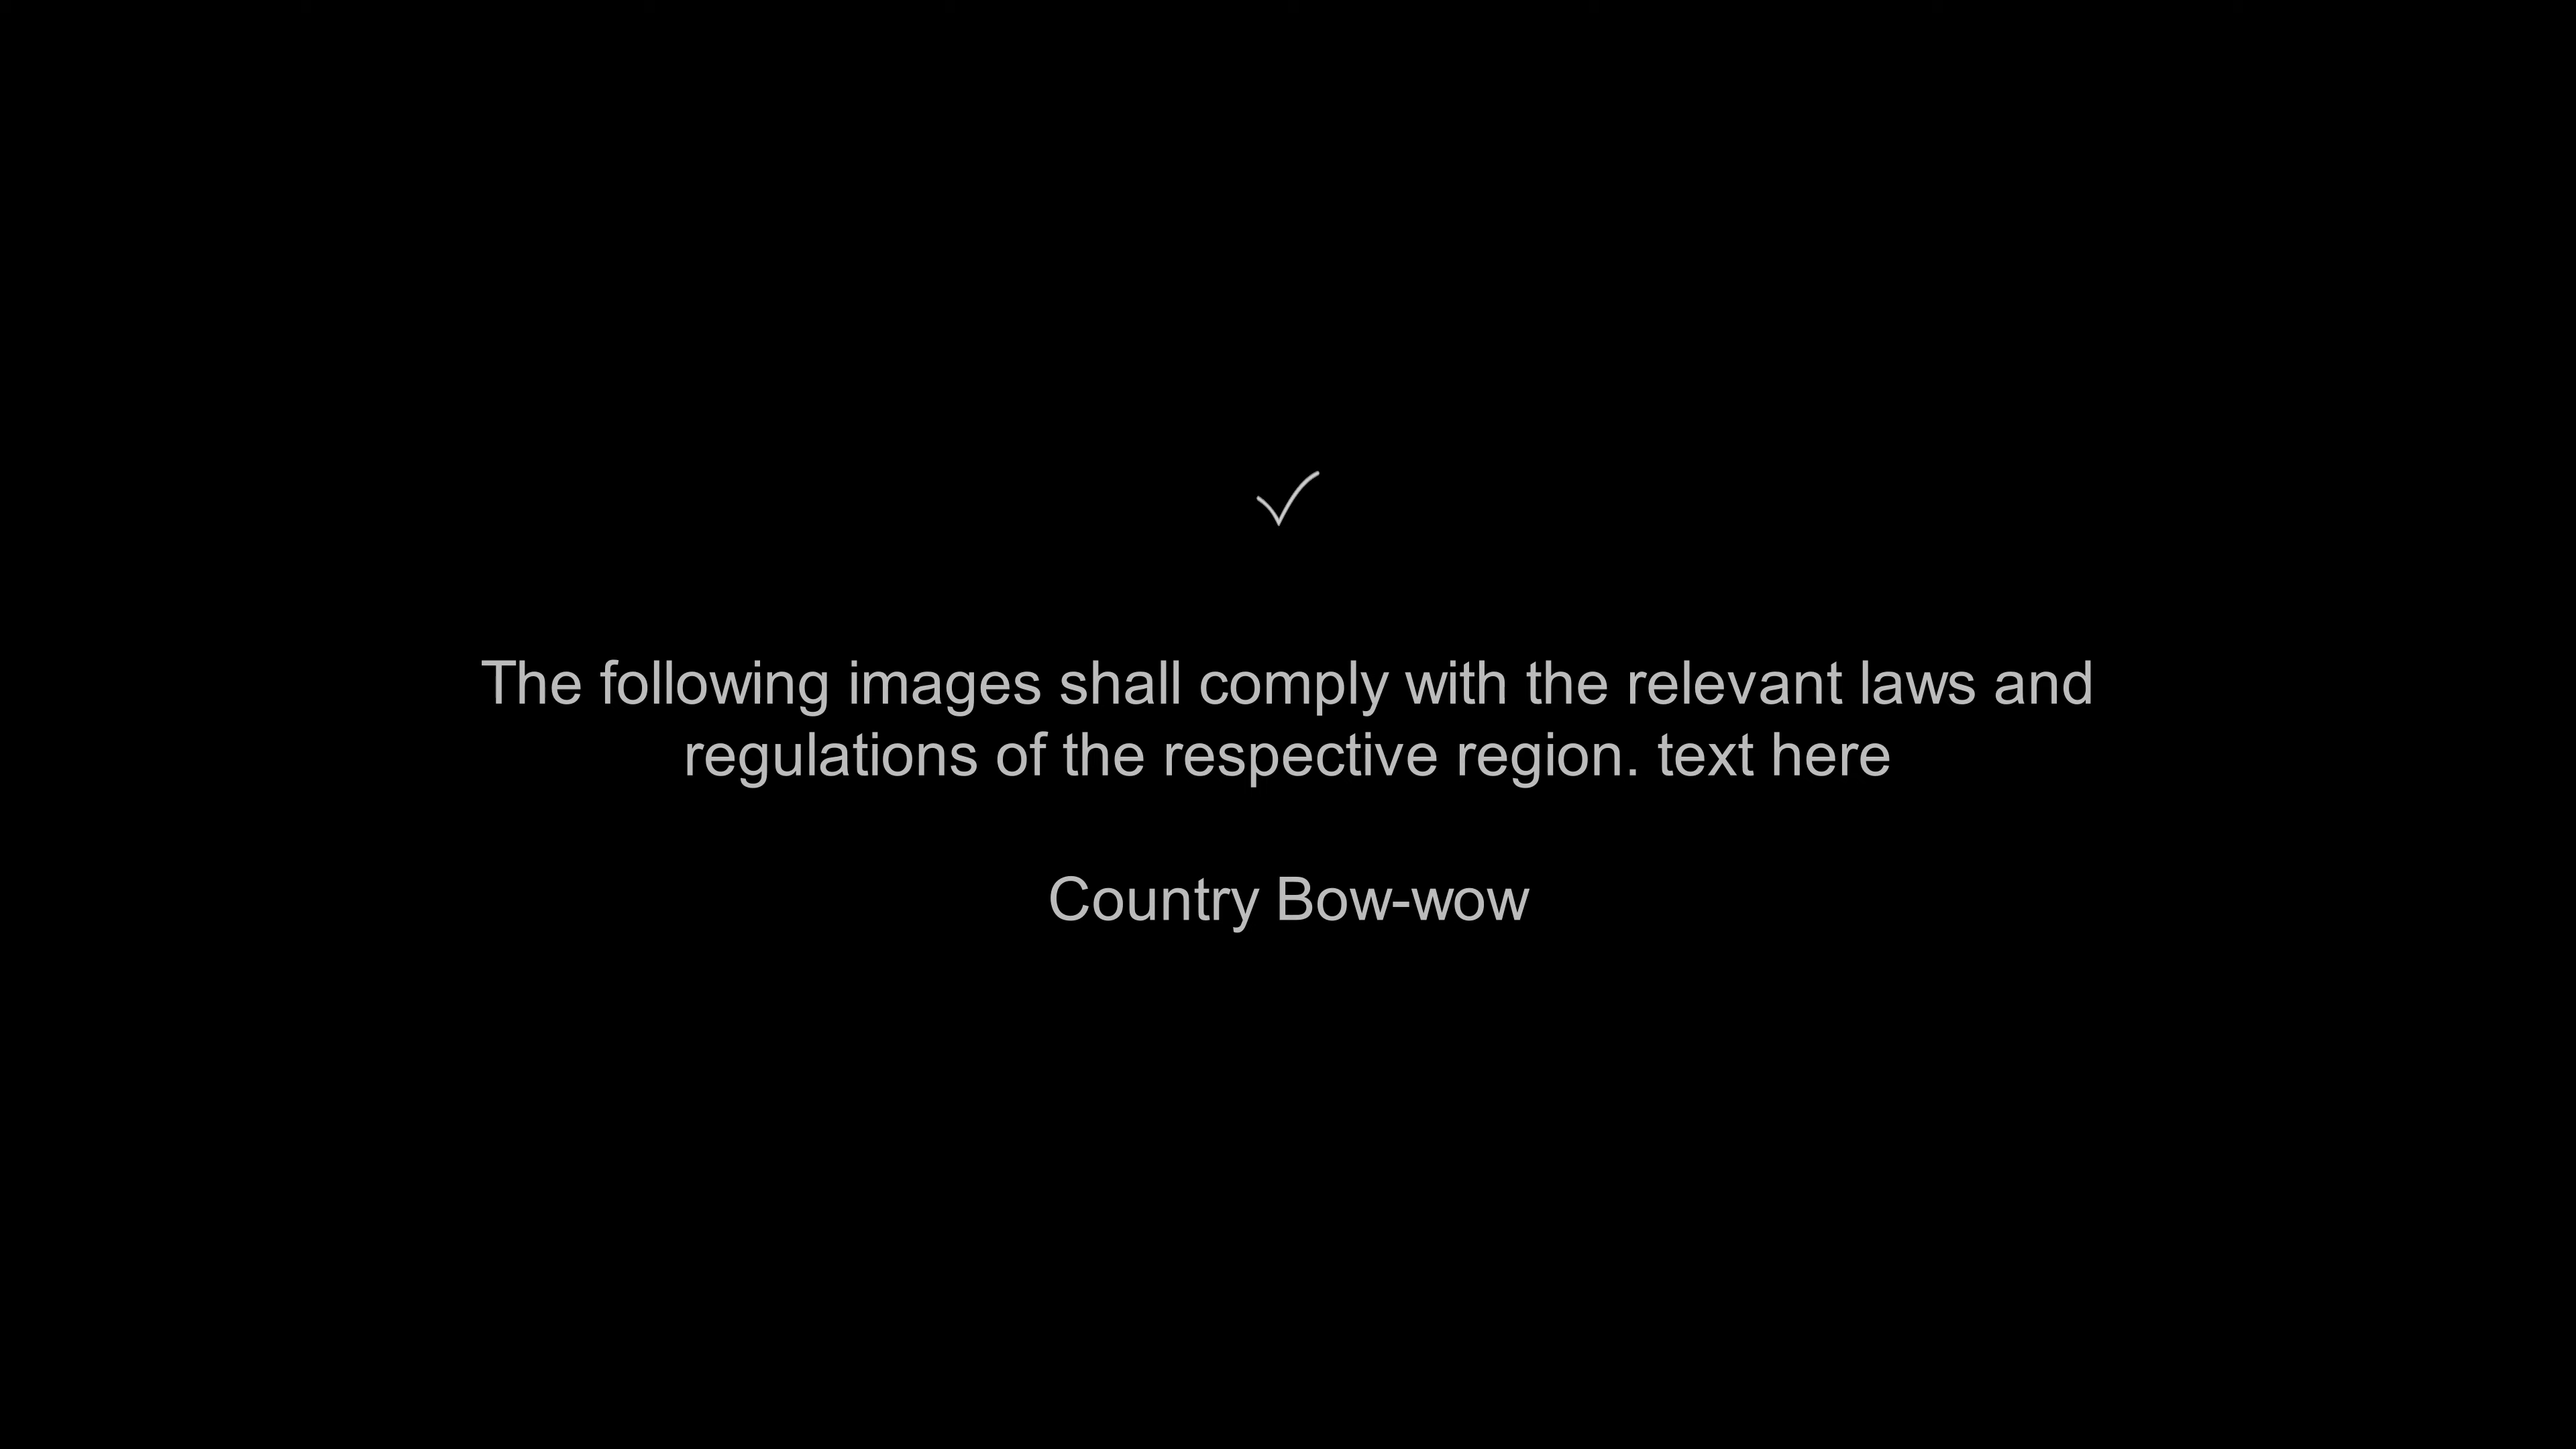 The following images shall comply with the relevant laws and
regulations of the respective region. text here
Country Bow-wow